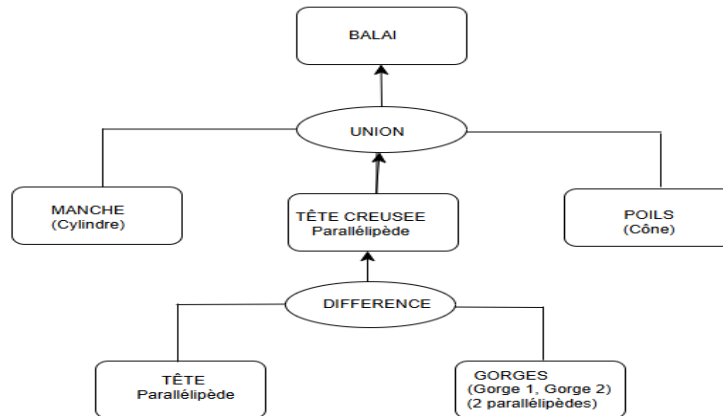 BALAI
UNION
MANCHE
(Cylindre)
TÊTE CREUSEE
Parallélipède
POILS
(Cône)
DIFFERENCE
TÊTE
Parallélipède
GORGES
(Gorge 1, Gorge 2)
(2 parallélipèdes)